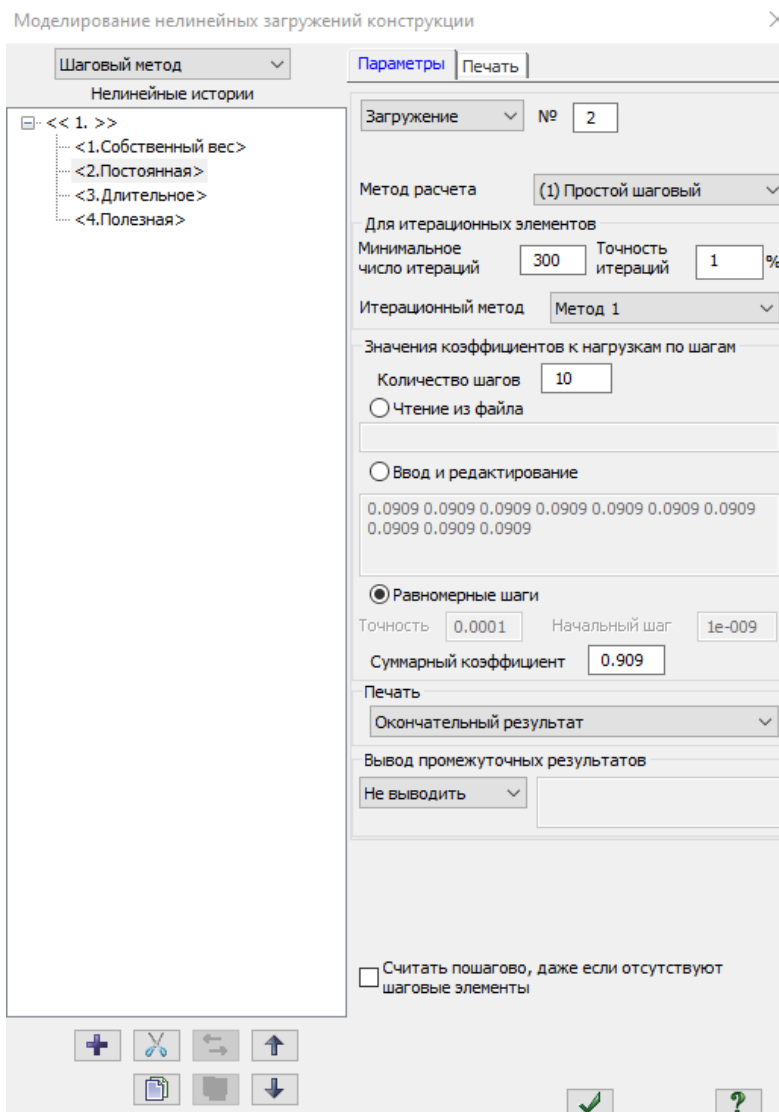 Моделирование нелинейных загружений конструкции
Шаговый метод
Нелинейные истории
<< 1. >>
<1.Собственный вес>
<2.Постоянная>
<3.Длительное>
<4.Полезная>
Параметры
Печать
Загружение № 2
Метод расчета (1) Простой шаговый
Для итерационных элементов
Минимальное число итераций 300 Точность итераций 1 %
Итерационный метод Метод 1
Значения коэффициентов к нагрузкам по шагам
Количество шагов 10
Чтение из файла
Ввод и редактирование
0.0909 0.0909 0.0909 0.0909 0.0909 0.0909 0.0909
0.0909 0.0909 0.0909
Равномерные шаги
Точность 0.0001 Начальный шаг 1e-009
Суммарный коэффициент 0.909
Печать
Окончательный результат
Вывод промежуточных результатов
Не выводить
Считать пошагово, даже если отсутствуют
шаговые элементы
?